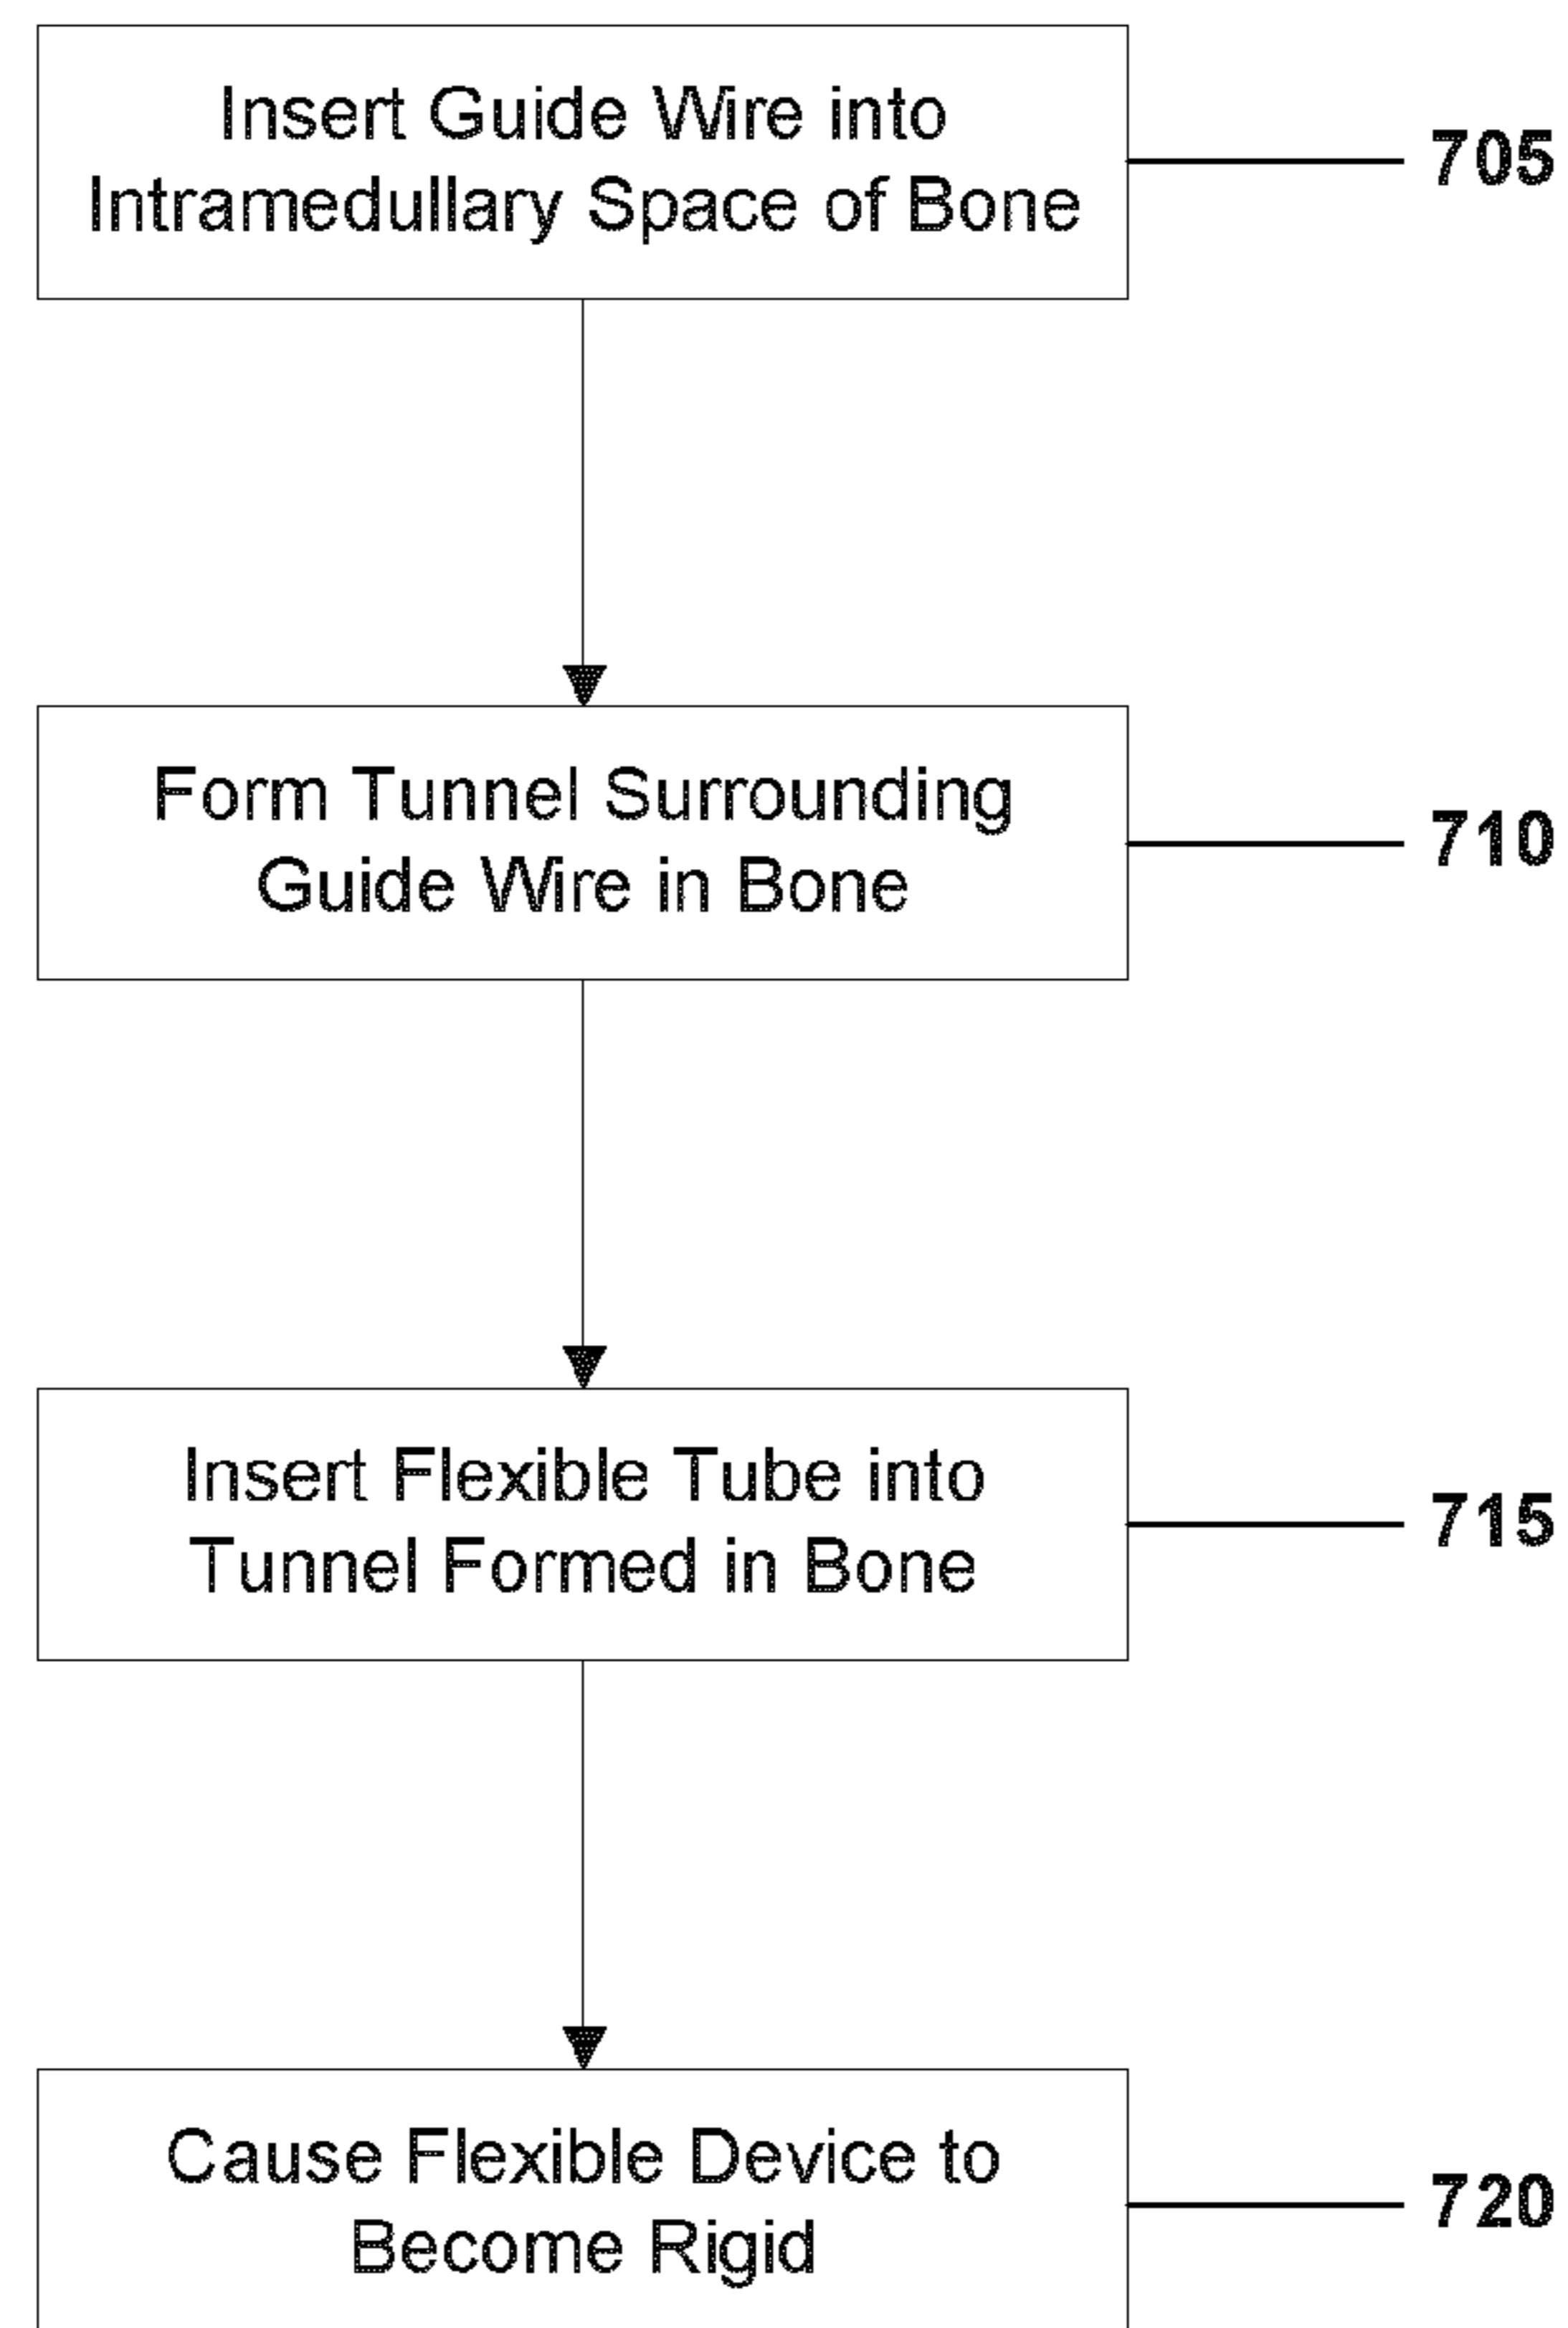 Insert Guide Wire into
Intramedullary Space of Bone
705
Form Tunnel Surrounding
Guide Wire in Bone
710
Insert Flexible Tube into
Tunnel Formed in Bone
715
Cause Flexible Device to
Become Rigid
720